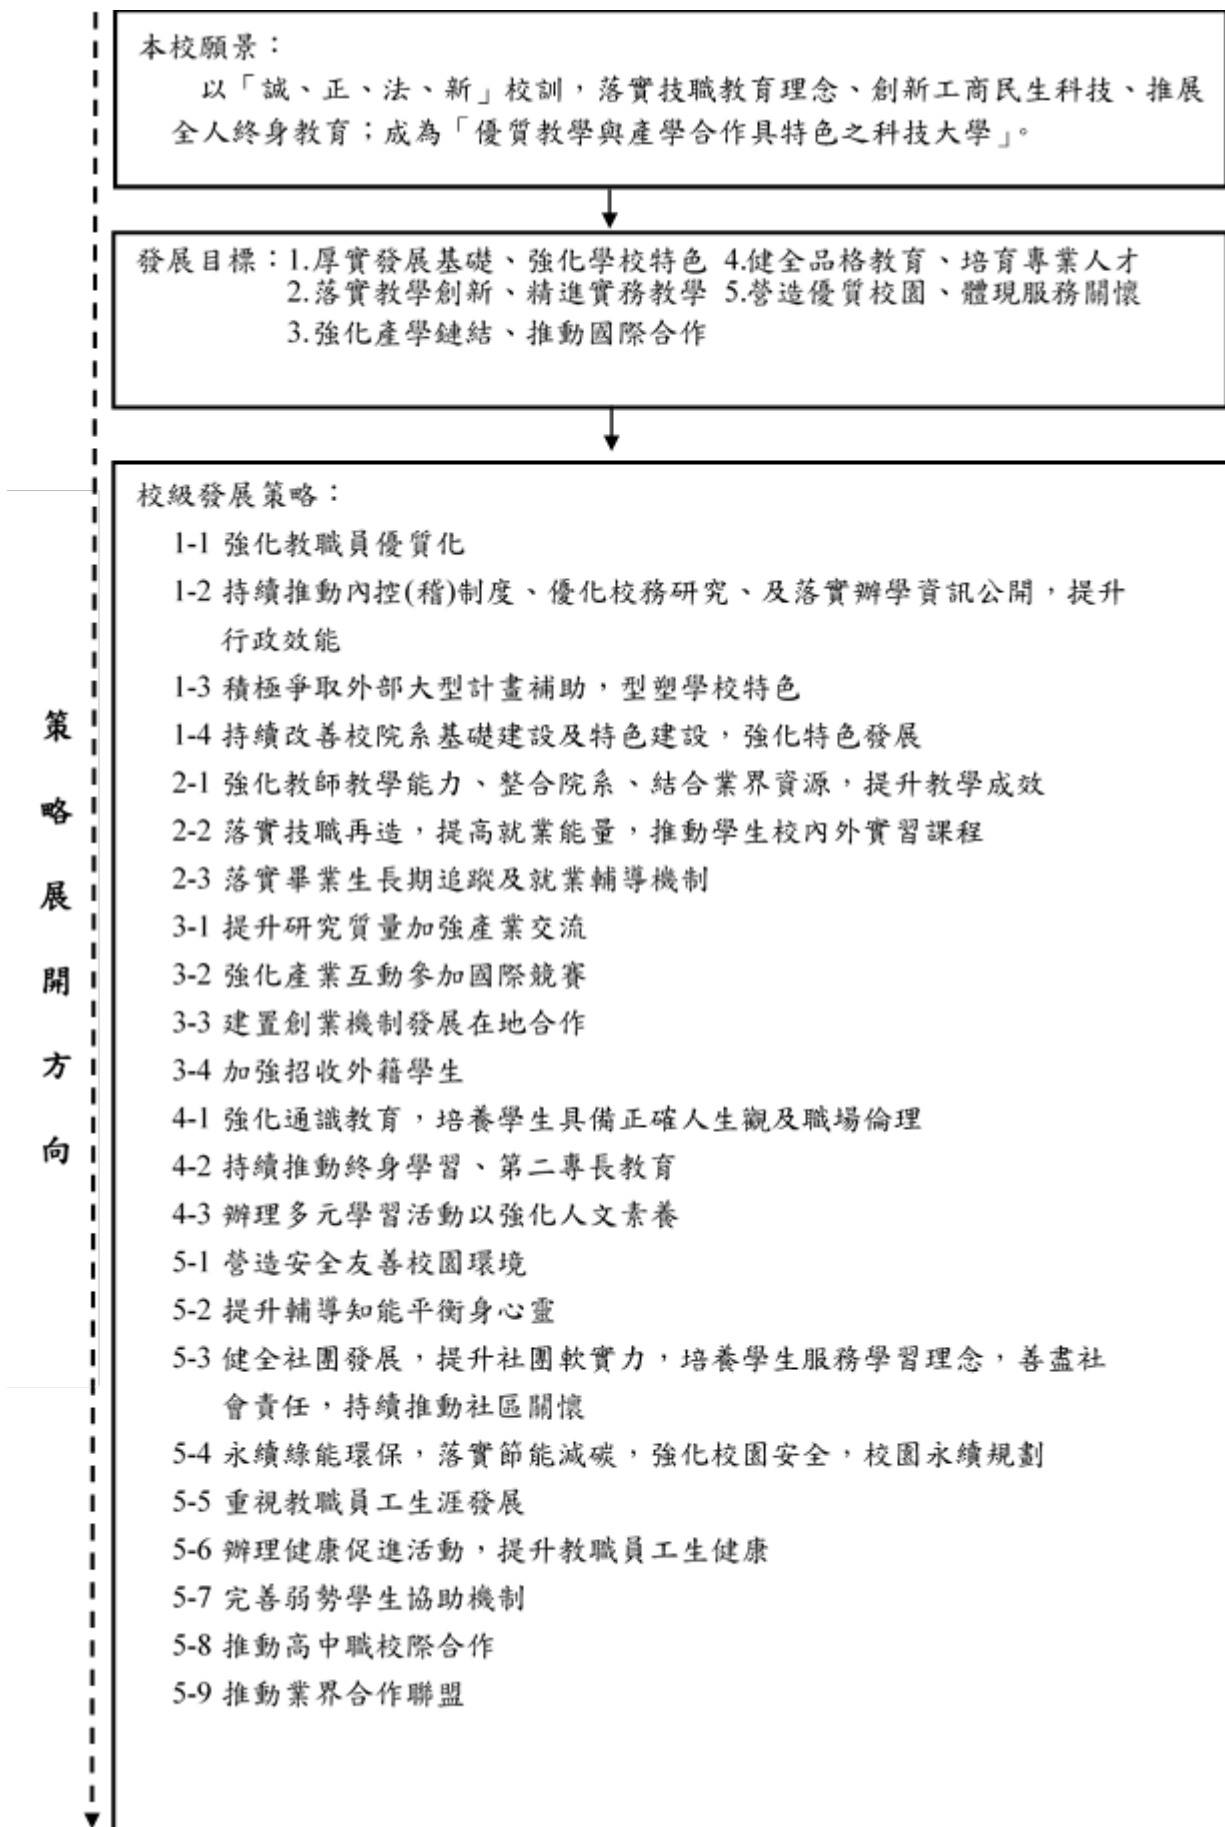 本校願景：
以「誠、正、法、新」校訓，落實技職教育理念、創新工商民生科技、推展
全人終身教育；成為「優質教學與產學合作具特色之科技大學」。
發展目標：1.厚實發展基礎、強化學校特色 4.健全品格教育、培育專業人才
2.落實教學創新、精進實務教學 5.營造優質校園、體現服務關懷
3.強化產學鏈結、推動國際合作
策略展開方向
校級發展策略：
1-1 強化教職員優質化
1-2 持續推動內控(稽)制度、優化校務研究、及落實辦學資訊公開，提升
行政效能
1-3 積極爭取外部大型計畫補助，型塑學校特色
1-4 持續改善校院系基礎建設及特色建設，強化特色發展
2-1 強化教師教學能力、整合院系、結合業界資源，提升教學成效
2-2 落實技職再造，提高就業能量，推動學生校內外實習課程
2-3 落實畢業生長期追蹤及就業輔導機制
3-1 提升研究質量加強產業交流
3-2 強化產業互動參加國際競賽
3-3 建置創業機制發展在地合作
3-4 加強招收外籍學生
4-1 強化通識教育，培養學生具備正確人生觀及職場倫理
4-2 持續推動終身學習、第二專長教育
4-3 辦理多元學習活動以強化人文素養
5-1 營造安全友善校園環境
5-2 提升輔導知能平衡身心靈
5-3 健全社團發展，提升社團軟實力，培養學生服務學習理念，善盡社
會責任，持續推動社區關懷
5-4 永續綠能環保，落實節能減碳，強化校園安全，校園永續規劃
5-5 重視教職員工生涯發展
5-6 辦理健康促進活動，提升教職員工生健康
5-7 完善弱勢學生協助機制
5-8 推動高中職校際合作
5-9 推動業界合作聯盟